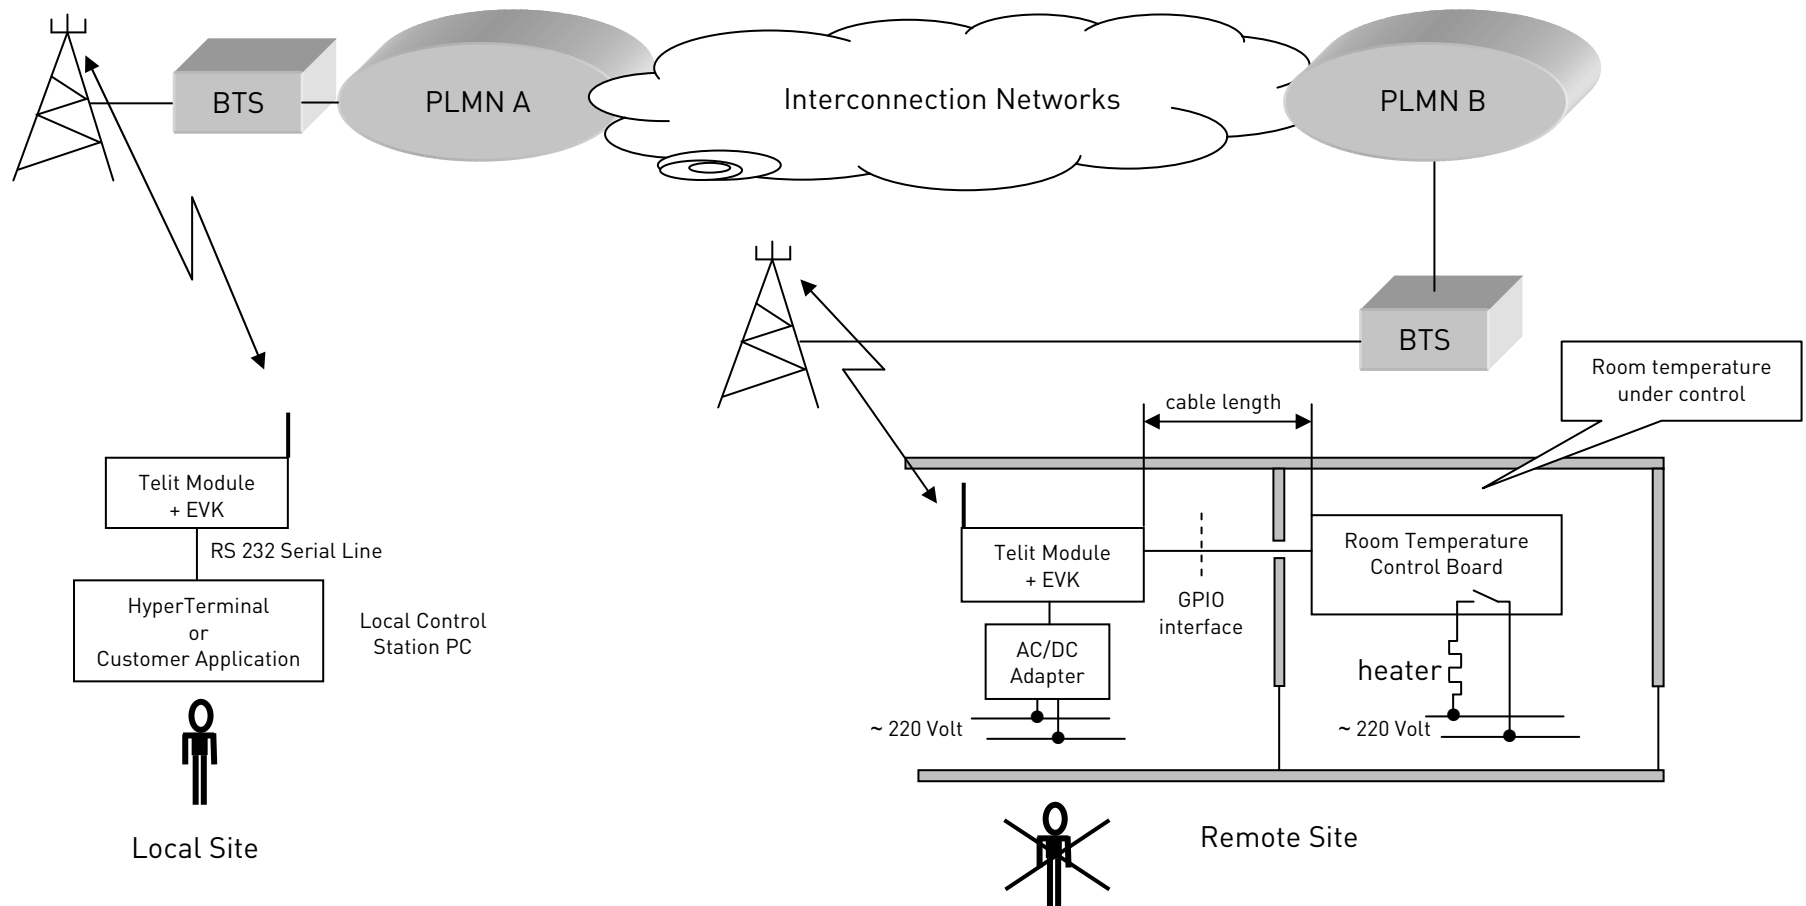 BTS
PLMN A
Interconnection Networks
PLMN B
BTS
Room temperature
under control
cable length
Telit Module
+ EVK
RS 232 Serial Line
HyperTerminal
or
Customer Application
Local Control
Station PC
Local Site
Telit Module
+ EVK
GPIO
interface
Room Temperature
Control Board
AC/DC
Adapter
~ 220 Volt
heater
~ 220 Volt
Remote Site